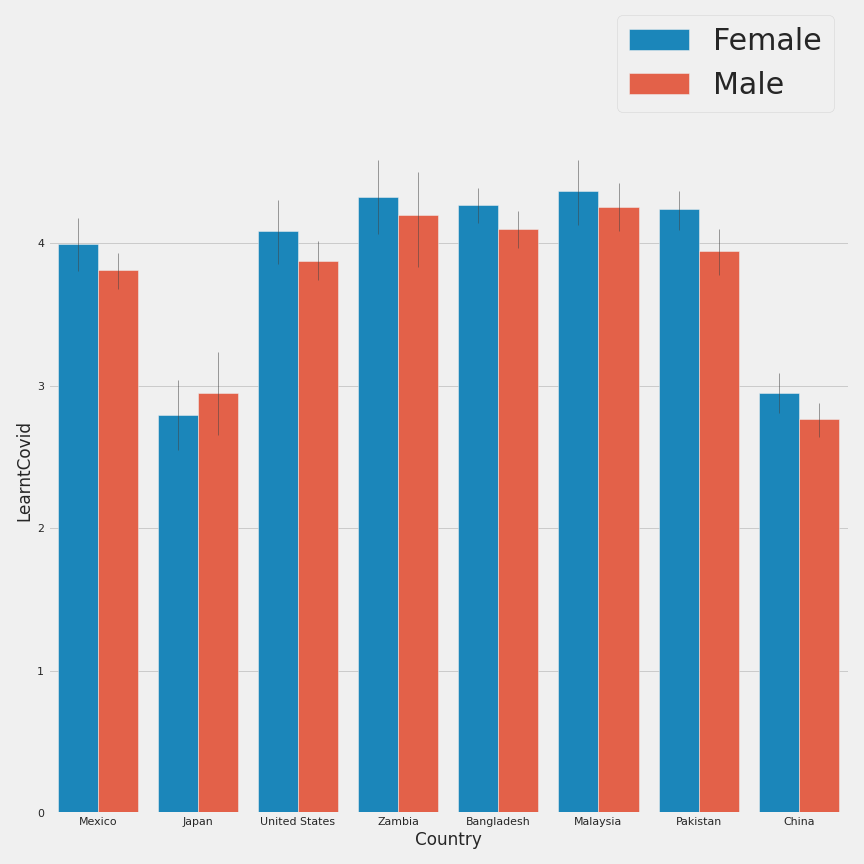 Female
Male
4
3
2
1
0
LearntCovid
Mexico Japan United States Zambia Bangladesh Malaysia Pakistan China
Country